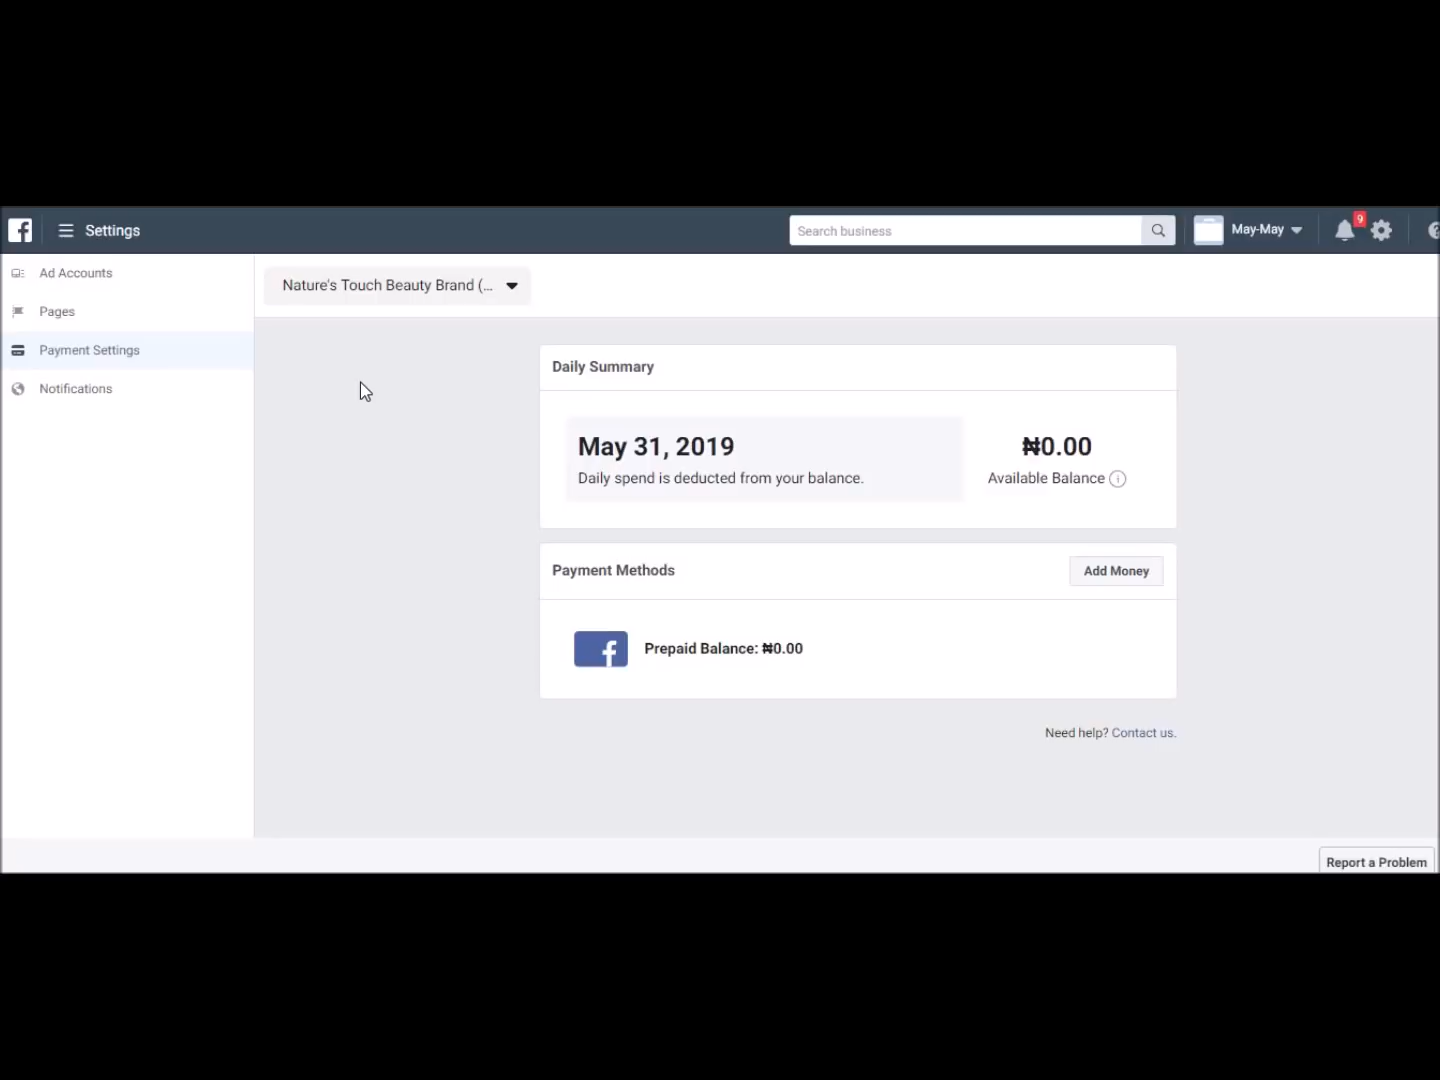 Settings
Search business
May-May
9
Ad Accounts
Pages
Payment Settings
Notifications
Nature's Touch Beauty Brand (...
Daily Summary
May 31, 2019
Daily spend is deducted from your balance.
₦0.00
Available Balance
Payment Methods
Add Money
Prepaid Balance: ₦0.00
Need help? Contact us.
Report a Problem